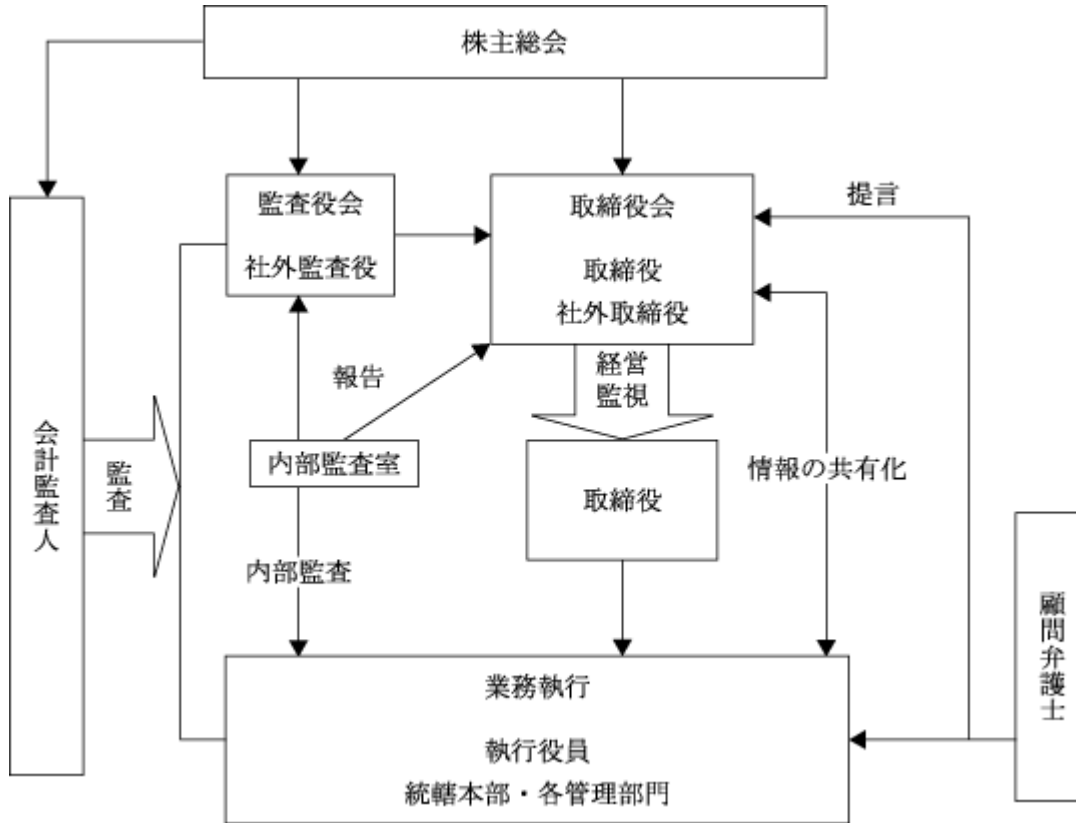 株主総会
監査役会
社外監査役
取締役会
取締役
社外取締役
提言
経営
監視
報告
会計監査人
監査
内部監査室
取締役
情報の共有化
内部監査
顧問弁護士
業務執行
執行役員
統轄本部・各管理部門